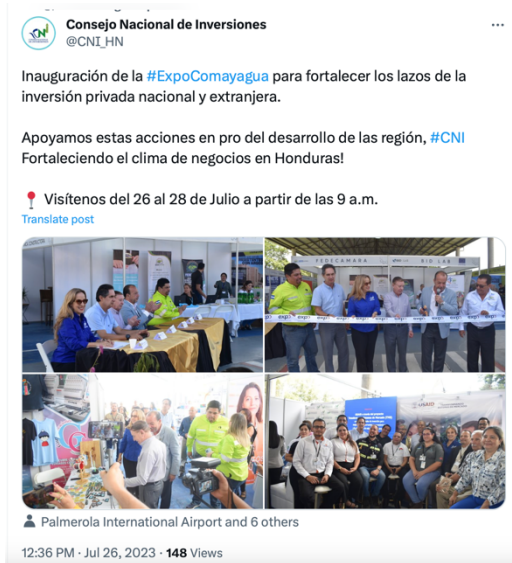 Consejo Nacional de Inversiones
@CNI_HN
Inauguración de la #ExpoComayagua para fortalecer los lazos de la
inversión privada nacional y extranjera.
Apoyamos estas acciones en pro del desarrollo de las región, #CNI
Fortaleciendo el clima de negocios en Honduras!
📍 Visítenos del 26 al 28 de Julio a partir de las 9 a.m.
Translate post
FEDECAMARA
BID LAB
USAID
Palmerola International Airport and 6 others
12:36 PM · Jul 26, 2023 · 148 Views